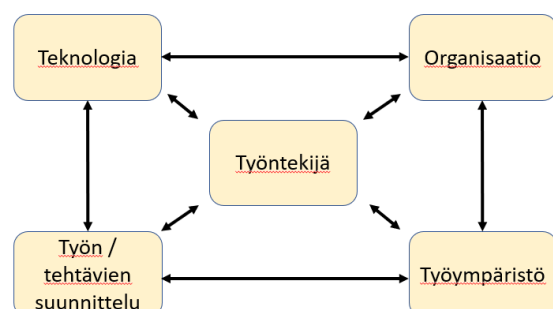 Teknologia
Organisaatio
Työntekijä
Työn /
tehtävien
suunnittelu
Työympäristö